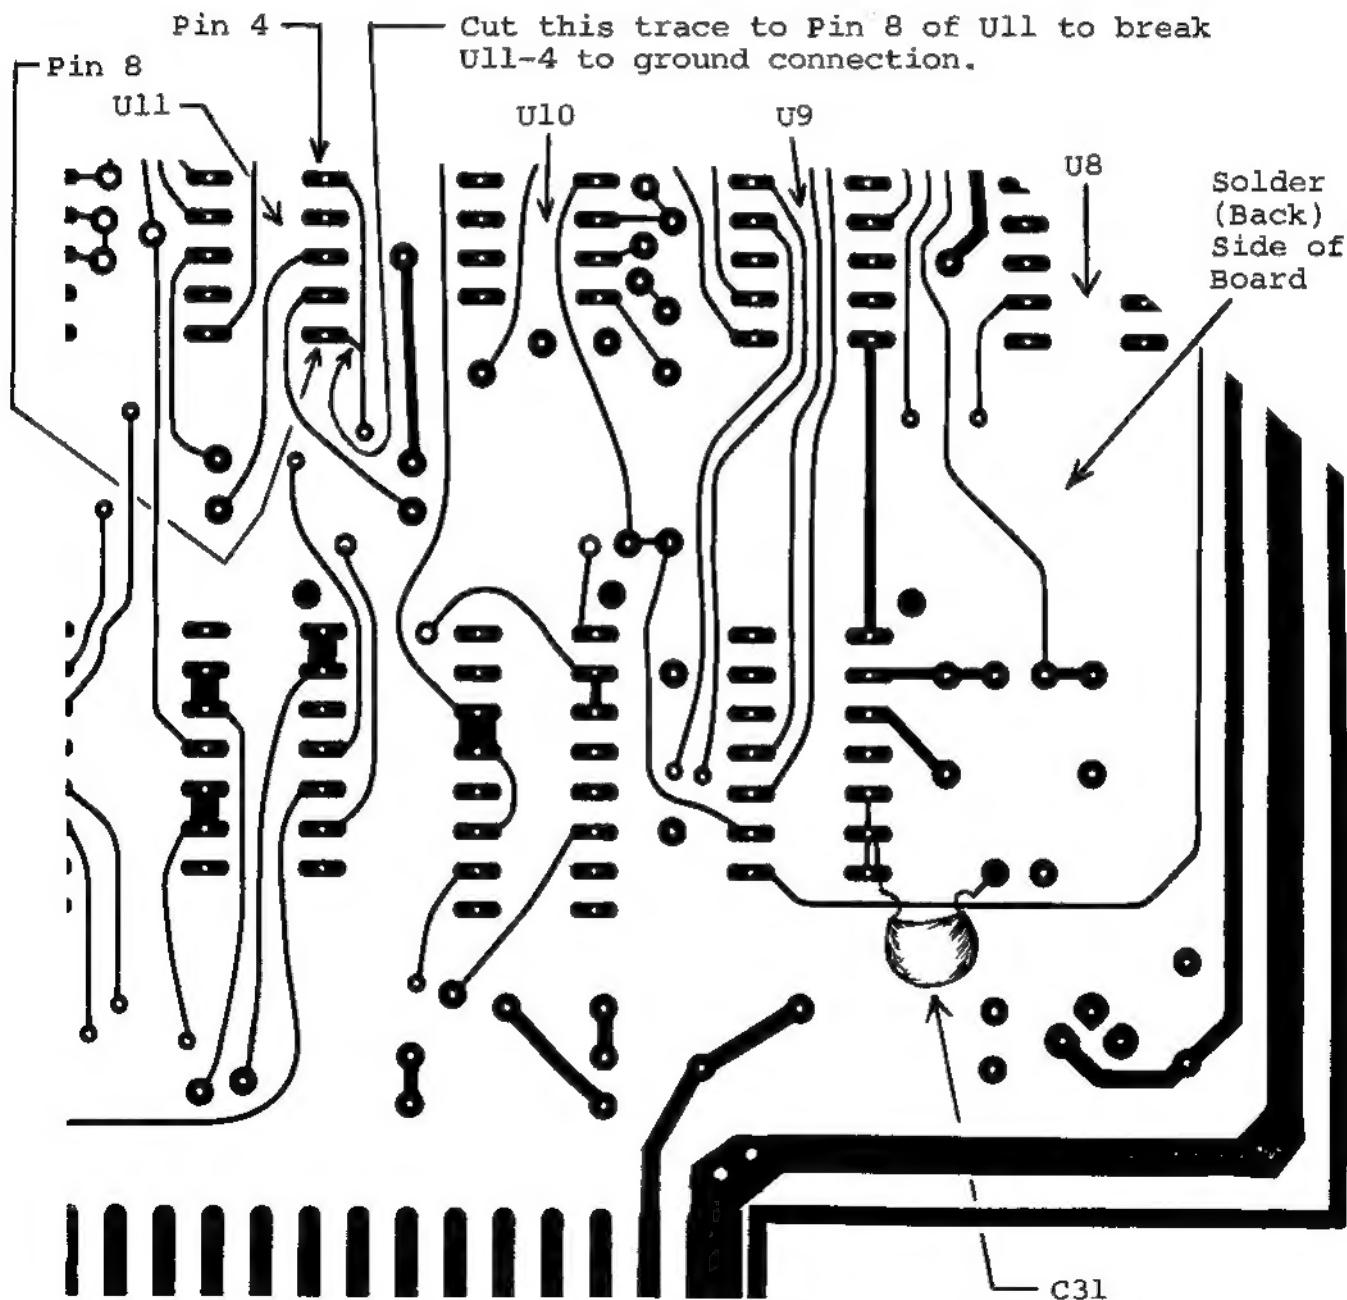 Pin 4
Cut this trace to Pin 8 of U11 to break
U11-4 to ground connection.
Pin 8
U11
U10
U9
U8
Solder
(Back)
Side of
Board
C31